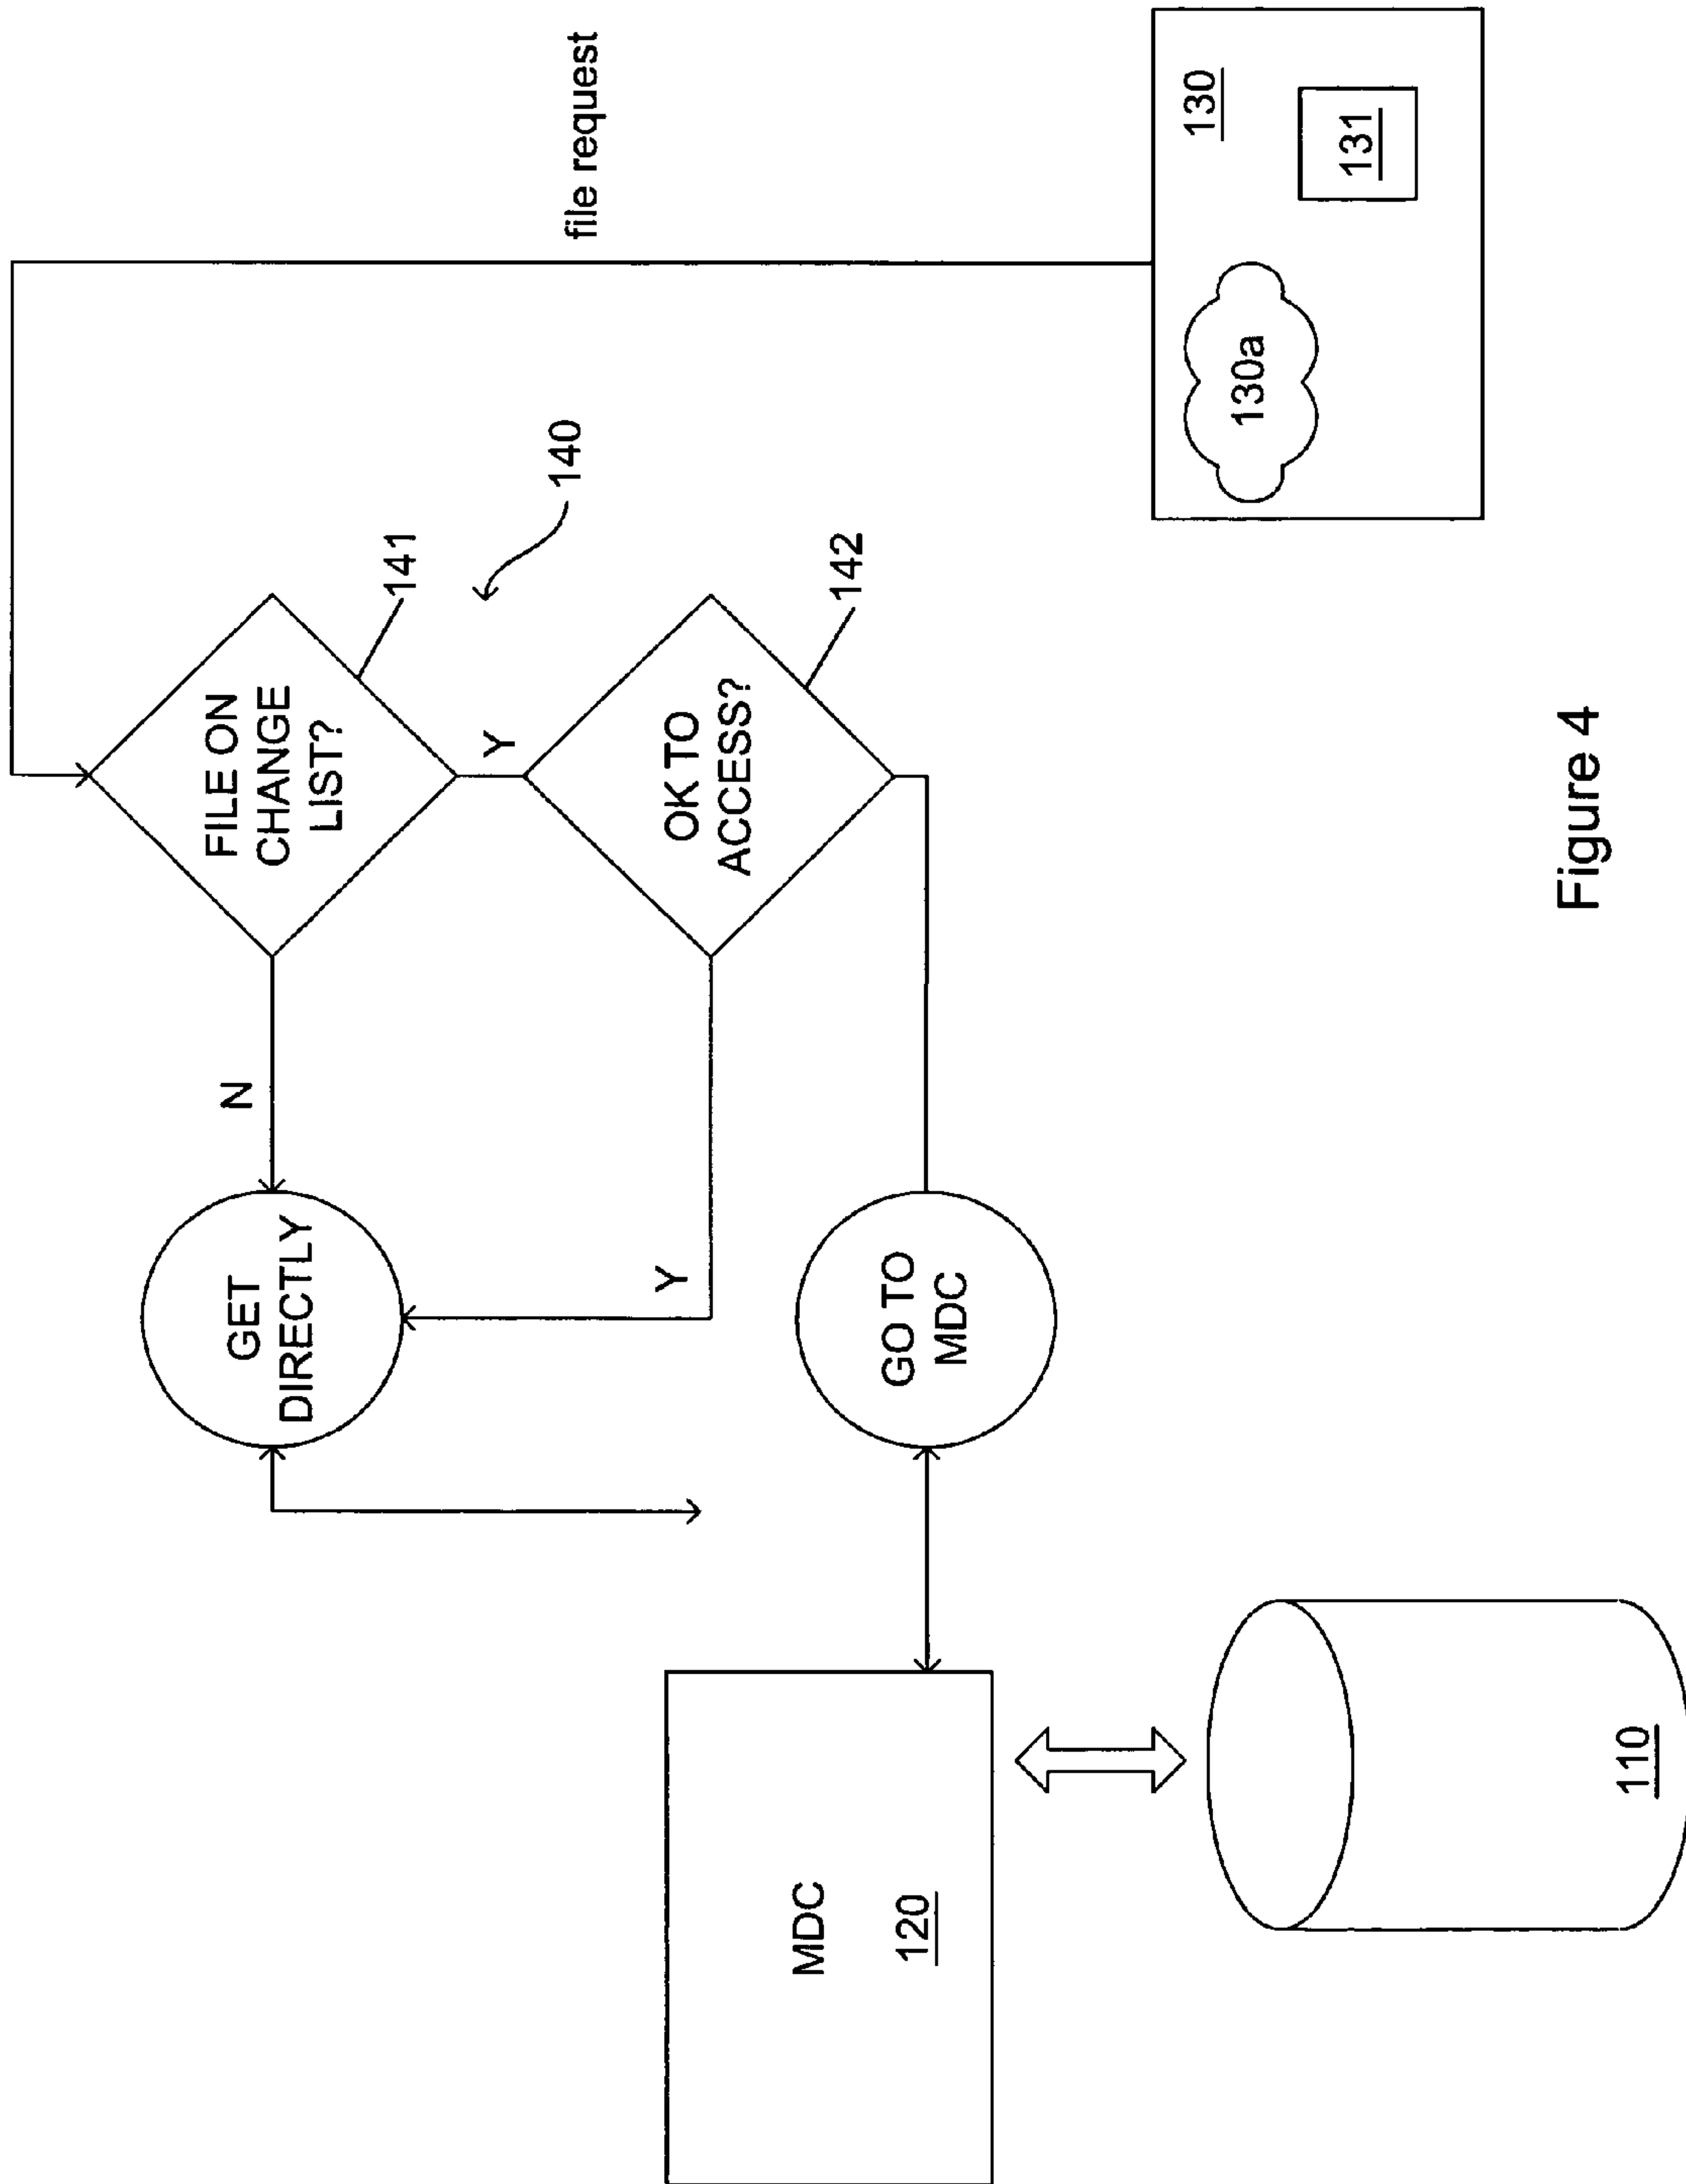 file request
FILE ON
CHANGE
LIST?
141
140
N
Y
GET
DIRECTLY
OK TO
ACCESS?
142
Y
GO TO
MDC
MDC
120
110
130
130a
131
Figure 4